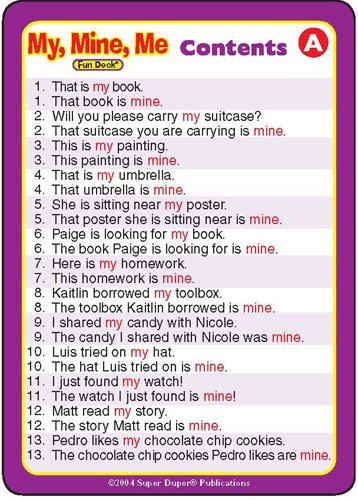 My, Mine, Me Contents A
Fun Deck®
1. That is my book.
1. That book is mine.
2. Will you please carry my suitcase?
2. That suitcase you are carrying is mine.
3. This is my painting.
3. This painting is mine.
4. That is my umbrella.
4. That umbrella is mine.
5. She is sitting near my poster.
5. That poster she is sitting near is mine.
6. Paige is looking for my book.
6. The book Paige is looking for is mine.
7. Here is my homework.
7. This homework is mine.
8. Kaitlin borrowed my toolbox.
8. The toolbox Kaitlin borrowed is mine.
9. I shared my candy with Nicole.
9. The candy I shared with Nicole was mine.
10. Luis tried on my hat.
10. The hat Luis tried on is mine.
11. I just found my watch!
11. The watch I just found is mine!
12. Matt read my story.
12. The story Matt read is mine.
13. Pedro likes my chocolate chip cookies.
13. The chocolate chip cookies Pedro likes are mine.
©2004 Super Duper® Publications